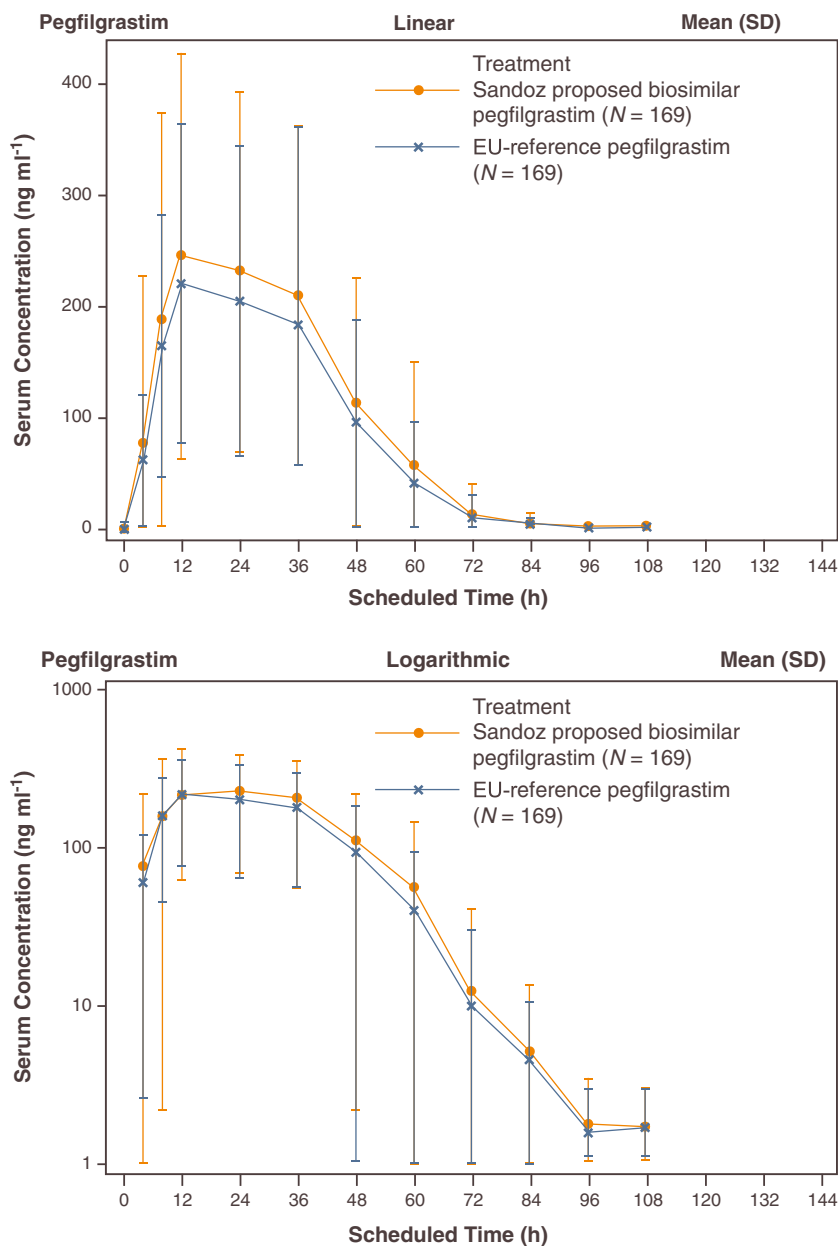 Pegfilgrastim Linear Mean (SD)
Treatment
Sandoz proposed biosimilar
pegfilgrastim (N = 169)
EU-reference pegfilgrastim
(N = 169)
Serum Concentration (ng ml⁻¹)
400
300
200
100
0
0 12 24 36 48 60 72 84 96 108 120 132 144
Scheduled Time (h)
Pegfilgrastim Logarithmic Mean (SD)
Treatment
Sandoz proposed biosimilar
pegfilgrastim (N = 169)
EU-reference pegfilgrastim
(N = 169)
Serum Concentration (ng ml⁻¹)
1000
100
10
1
0 12 24 36 48 60 72 84 96 108 120 132 144
Scheduled Time (h)